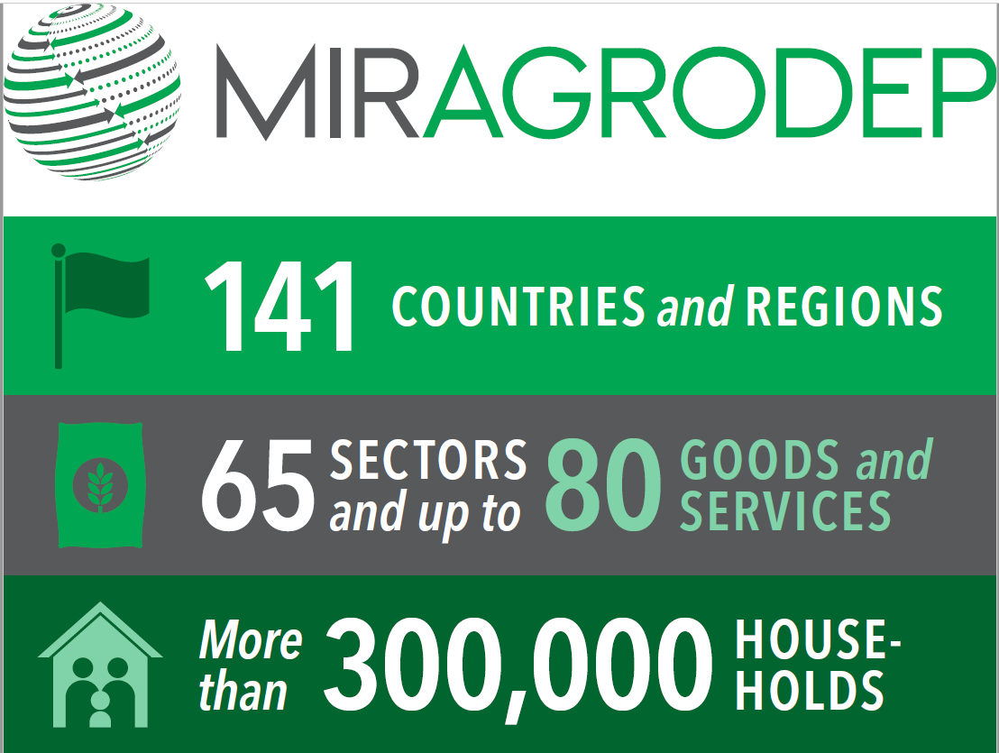 MIRAGRODEP
141 COUNTRIES and REGIONS
65 SECTORS and up to 80 GOODS and SERVICES
More than 300,000 HOUSE-
HOLDS